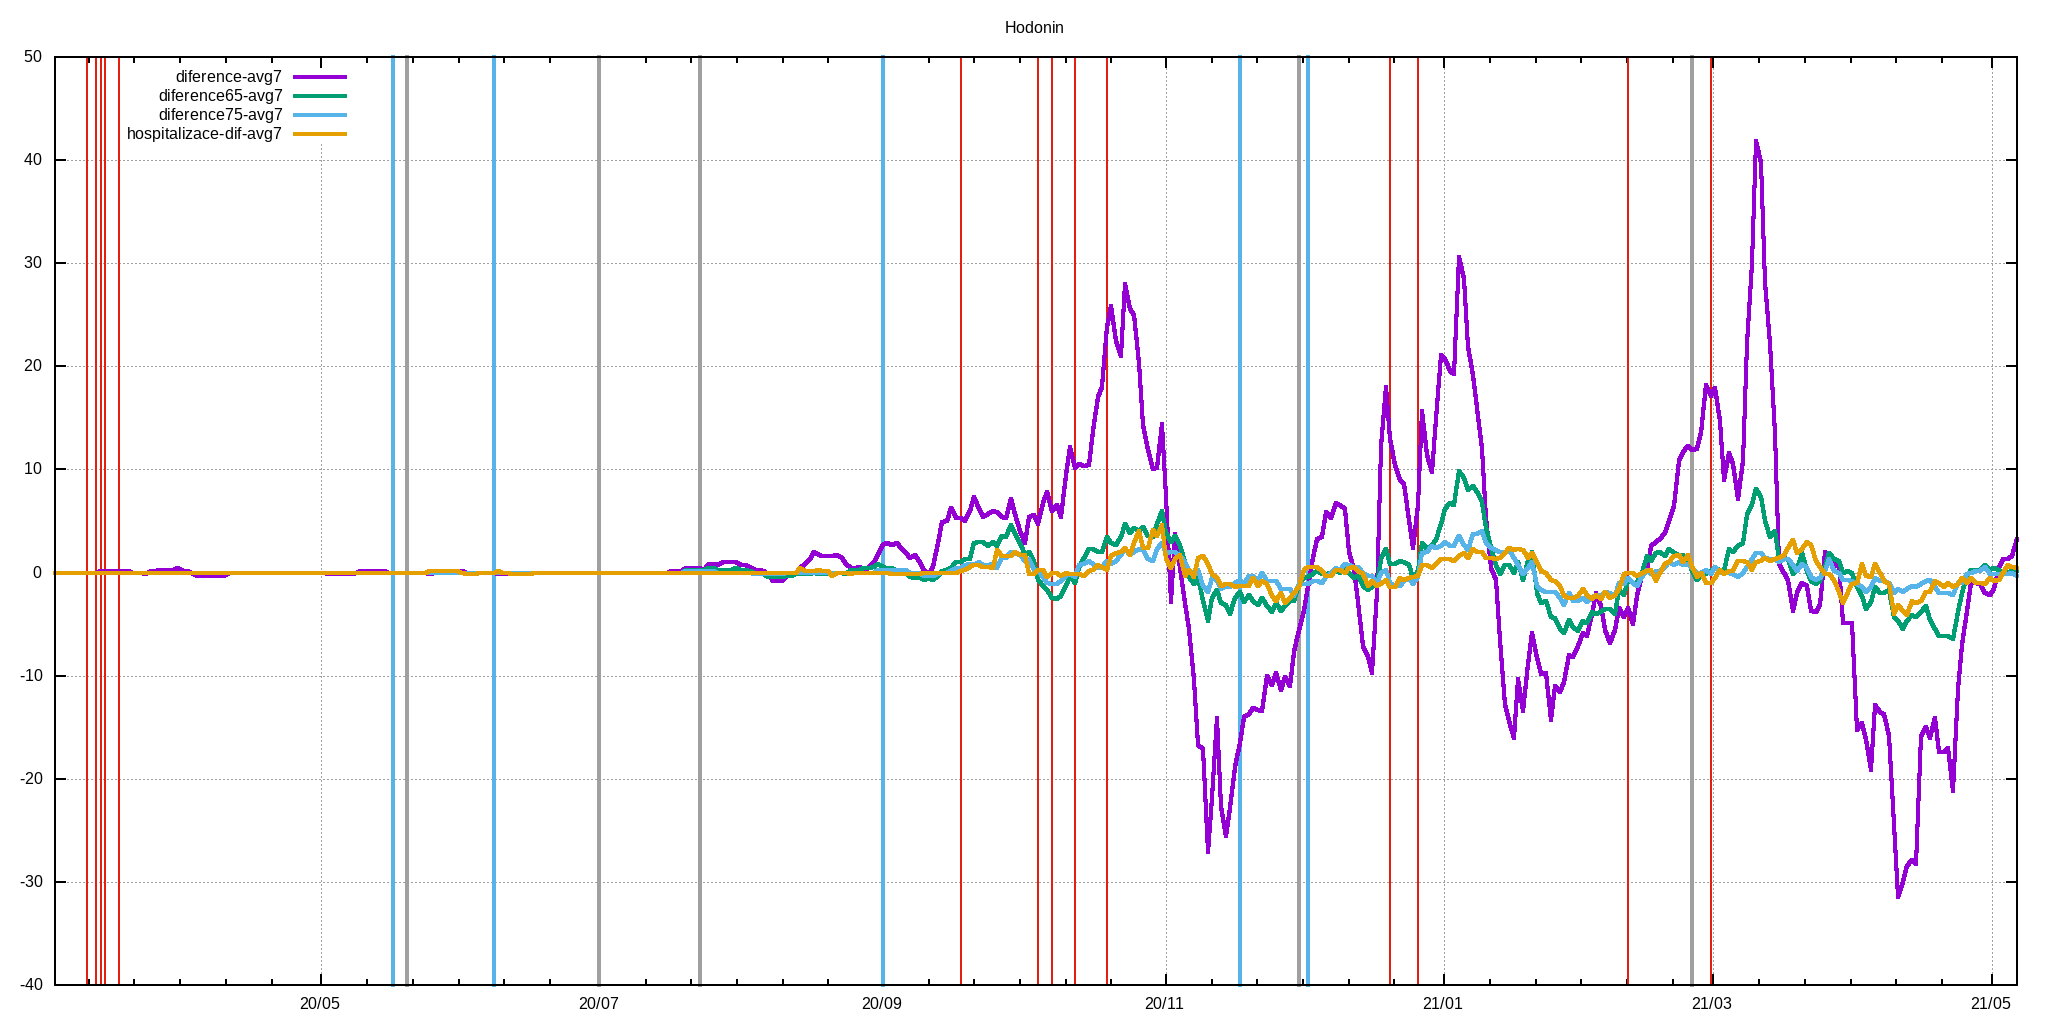 Hodonin
diference-avg7
diference65-avg7
diference75-avg7
hospitalizace-dif-avg7
50
40
30
20
10
0
-10
-20
-30
-40
20/05 20/07 20/09 20/11 21/01 21/03 21/05